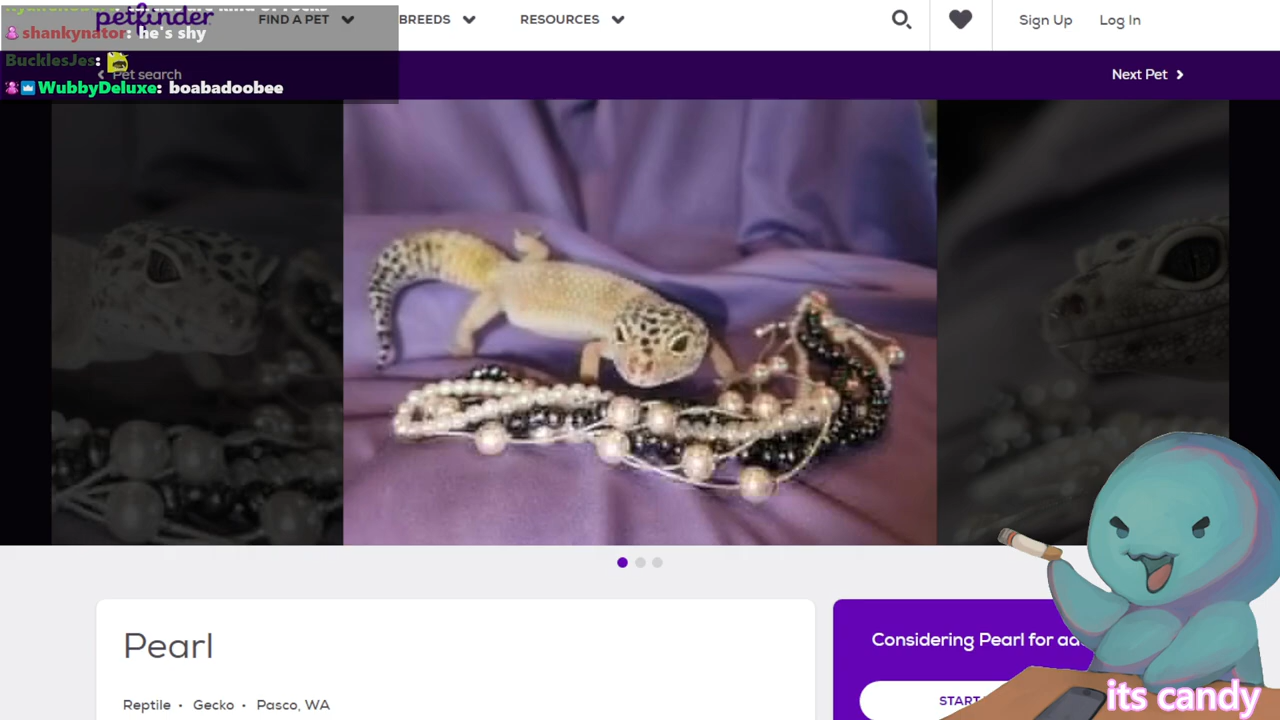 petfinder
FIND A PET
BREEDS
RESOURCES
Sign Up
Log In
shankynator: he's shy
BucklesJes:
Pet search
Next Pet
WubbyDeluxe: boabadoobee
Pearl
Reptile • Gecko • Pasco, WA
Considering Pearl for
START
its candy